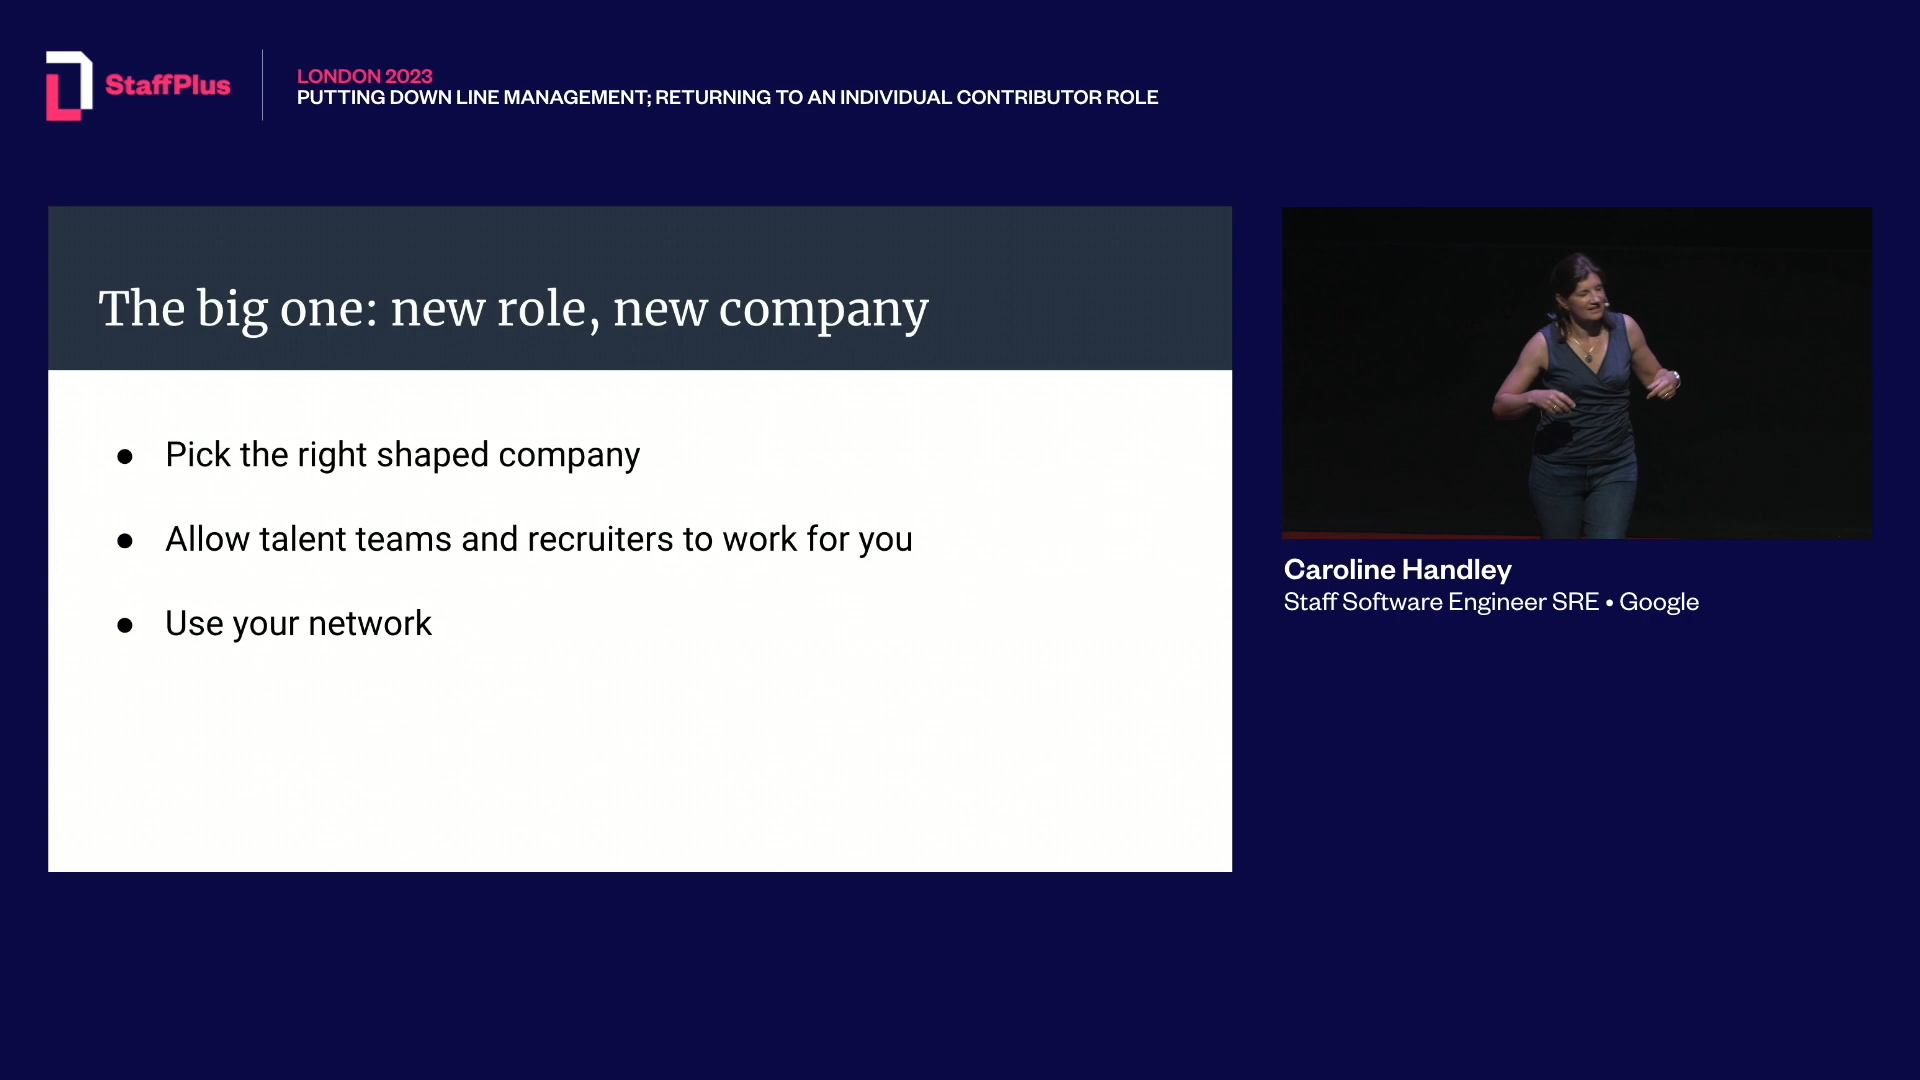 StaffPlus
LONDON 2023
PUTTING DOWN LINE MANAGEMENT; RETURNING TO AN INDIVIDUAL CONTRIBUTOR ROLE
The big one: new role, new company
● Pick the right shaped company
● Allow talent teams and recruiters to work for you
● Use your network
Caroline Handley
Staff Software Engineer SRE • Google